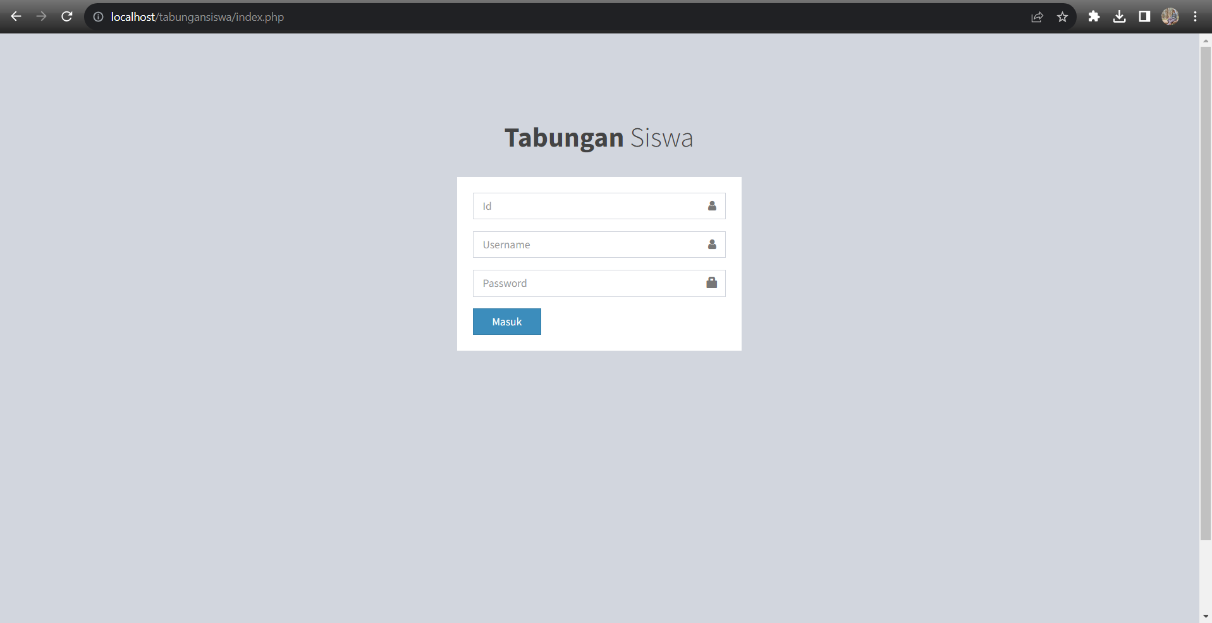 localhost/tabungansiswa/index.php
Tabungan Siswa
Id
Username
Password
Masuk